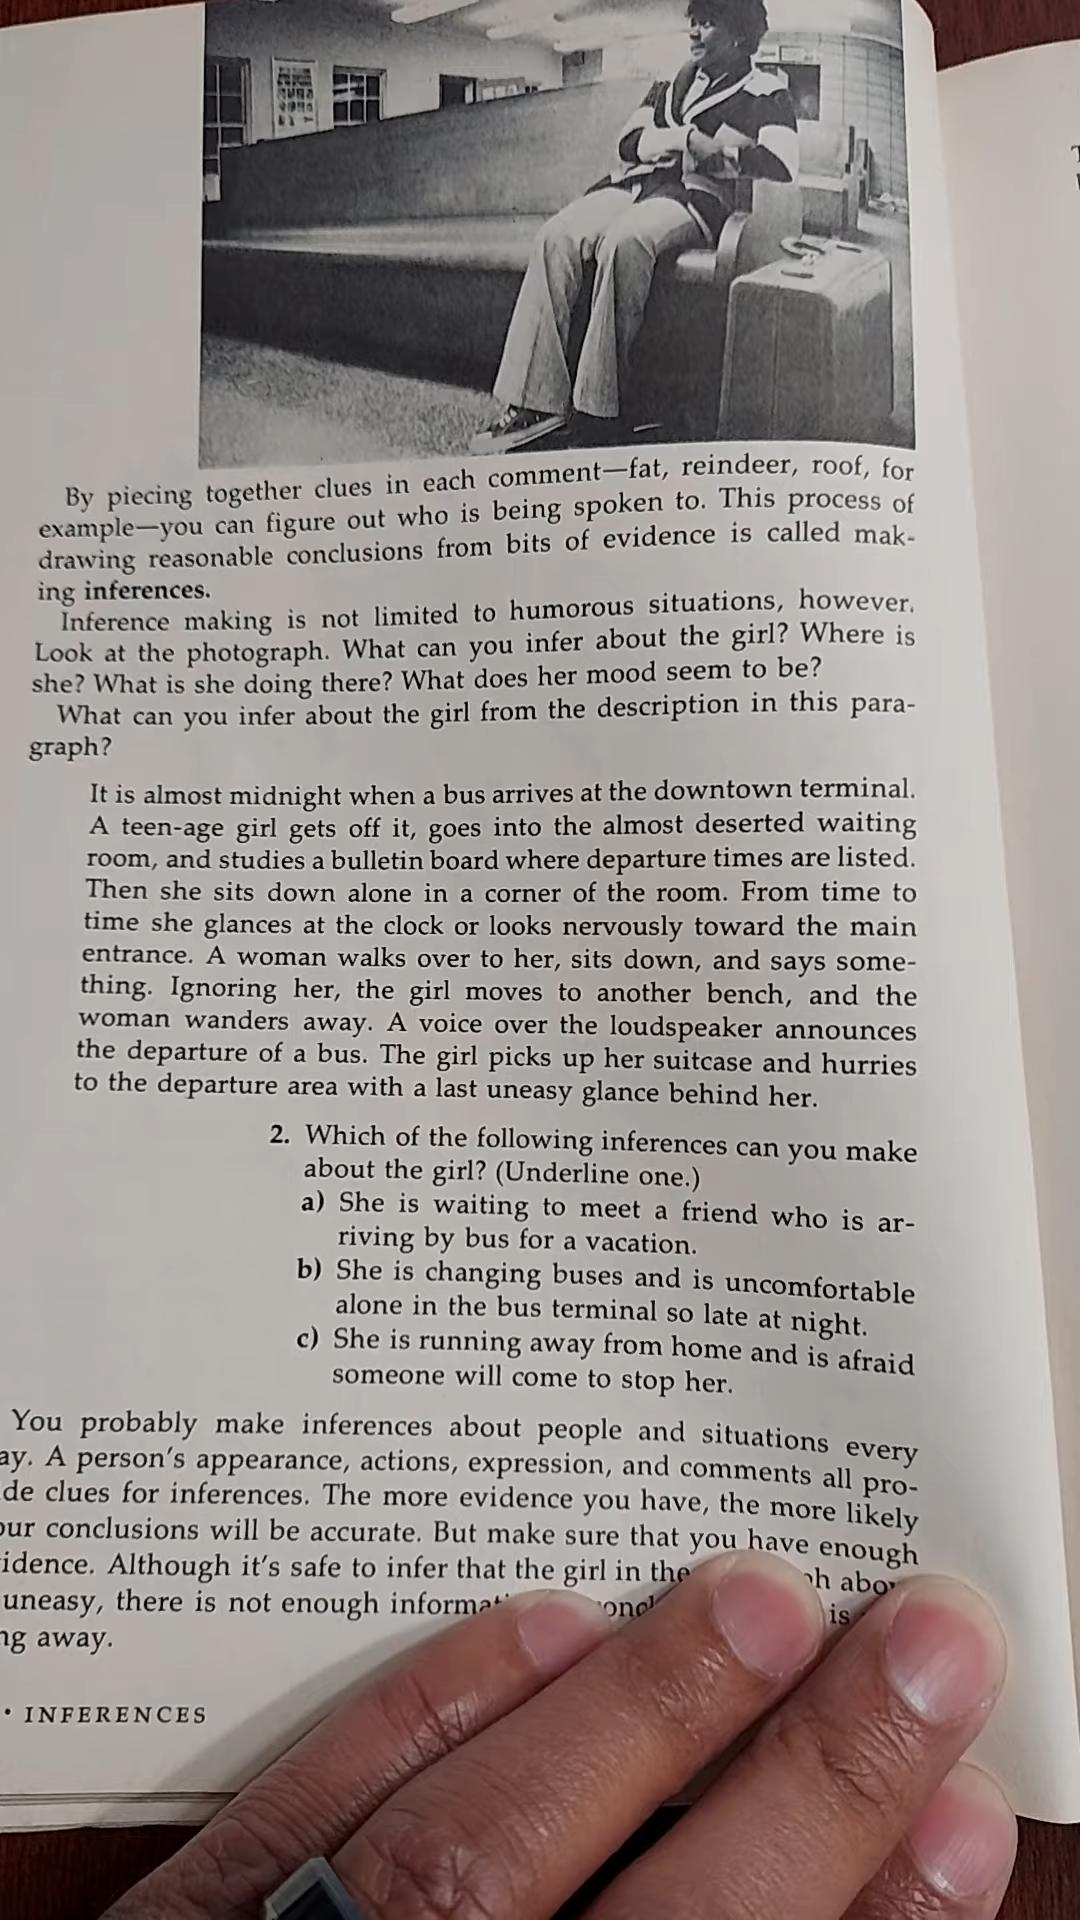 By piecing together clues in each comment—fat, reindeer, roof, for
example—you can figure out who is being spoken to. This process of
drawing reasonable conclusions from bits of evidence is called mak-
ing inferences.
Inference making is not limited to humorous situations, however.
Look at the photograph. What can you infer about the girl? Where is
she? What is she doing there? What does her mood seem to be?
What can you infer about the girl from the description in this para-
graph?
It is almost midnight when a bus arrives at the downtown terminal.
A teen-age girl gets off it, goes into the almost deserted waiting
room, and studies a bulletin board where departure times are listed.
Then she sits down alone in a corner of the room. From time to
time she glances at the clock or looks nervously toward the main
entrance. A woman walks over to her, sits down, and says some-
thing. Ignoring her, the girl moves to another bench, and the
woman wanders away. A voice over the loudspeaker announces
the departure of a bus. The girl picks up her suitcase and hurries
to the departure area with a last uneasy glance behind her.
2. Which of the following inferences can you make
about the girl? (Underline one.)
a) She is waiting to meet a friend who is ar-
riving by bus for a vacation.
b) She is changing buses and is uncomfortable
alone in the bus terminal so late at night.
c) She is running away from home and is afraid
someone will come to stop her.
You probably make inferences about people and situations every
ay. A person's appearance, actions, expression, and comments all pro-
de clues for inferences. The more evidence you have, the more likely
our conclusions will be accurate. But make sure that you have enough
idence. Although it's safe to infer that the girl in the
uneasy, there is not enough is
ng away.
• INFERENCES